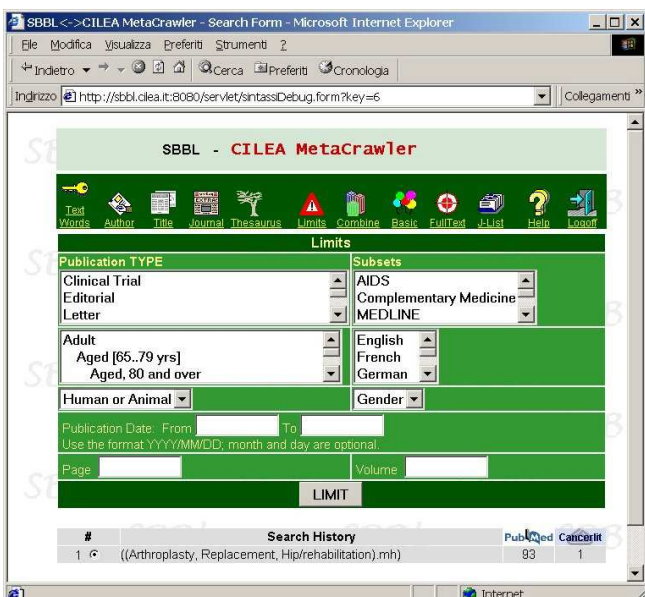 SBBL<->CILEA MetaCrawler - Search Form - Microsoft Internet Explorer
File Modifica Visualizza Preferiti Strumenti ?
Indietro Cerca Preferiti Cronologia
Indirizzo http://sbbl.cilea.it:8080/servlet/sintassiDebug.form?key=6 Collegamenti »
SBBL - CILEA MetaCrawler
Text Words Author Title Journal Thesaurus Limits Combine Basic FullText J-List Help Logoff
Limits
Publication TYPE Subsets
Clinical Trial AIDS
Editorial Complementary Medicine
Letter MEDLINE
Adult English
Aged [65..79 yrs] French
Aged, 80 and over German
Human or Animal Gender
Publication Date: From To
Use the format YYYY/MM/DD; month and day are optional.
Page Volume
LIMIT
# Search History PubMed Cancerlit
1 ((Arthroplasty, Replacement, Hip/rehabilitation).mh) 93 1
Internet